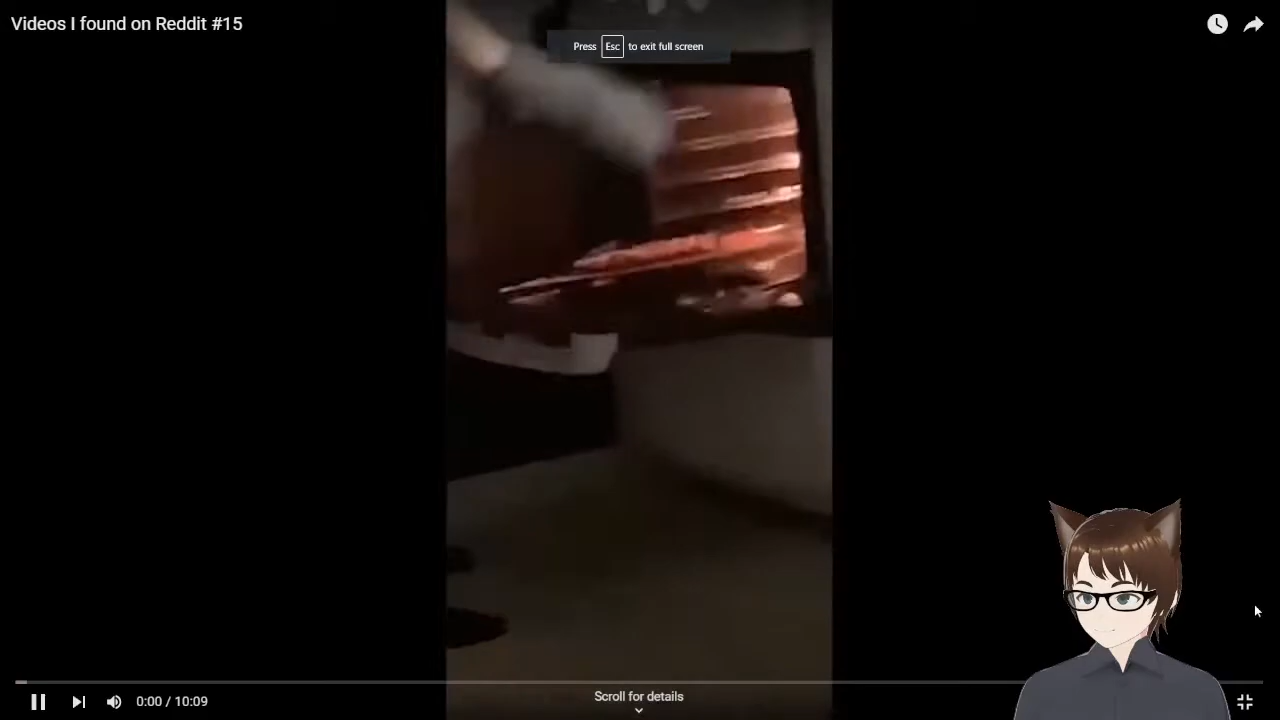 Videos I found on Reddit #15
Press Esc to exit full screen
0:00 / 10:09
Scroll for details